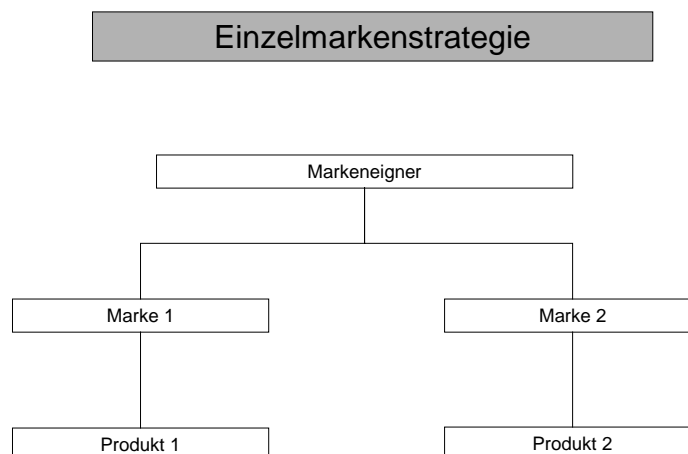 Einzelmarkenstrategie
Markeneigner
Marke 1
Marke 2
Produkt 1
Produkt 2